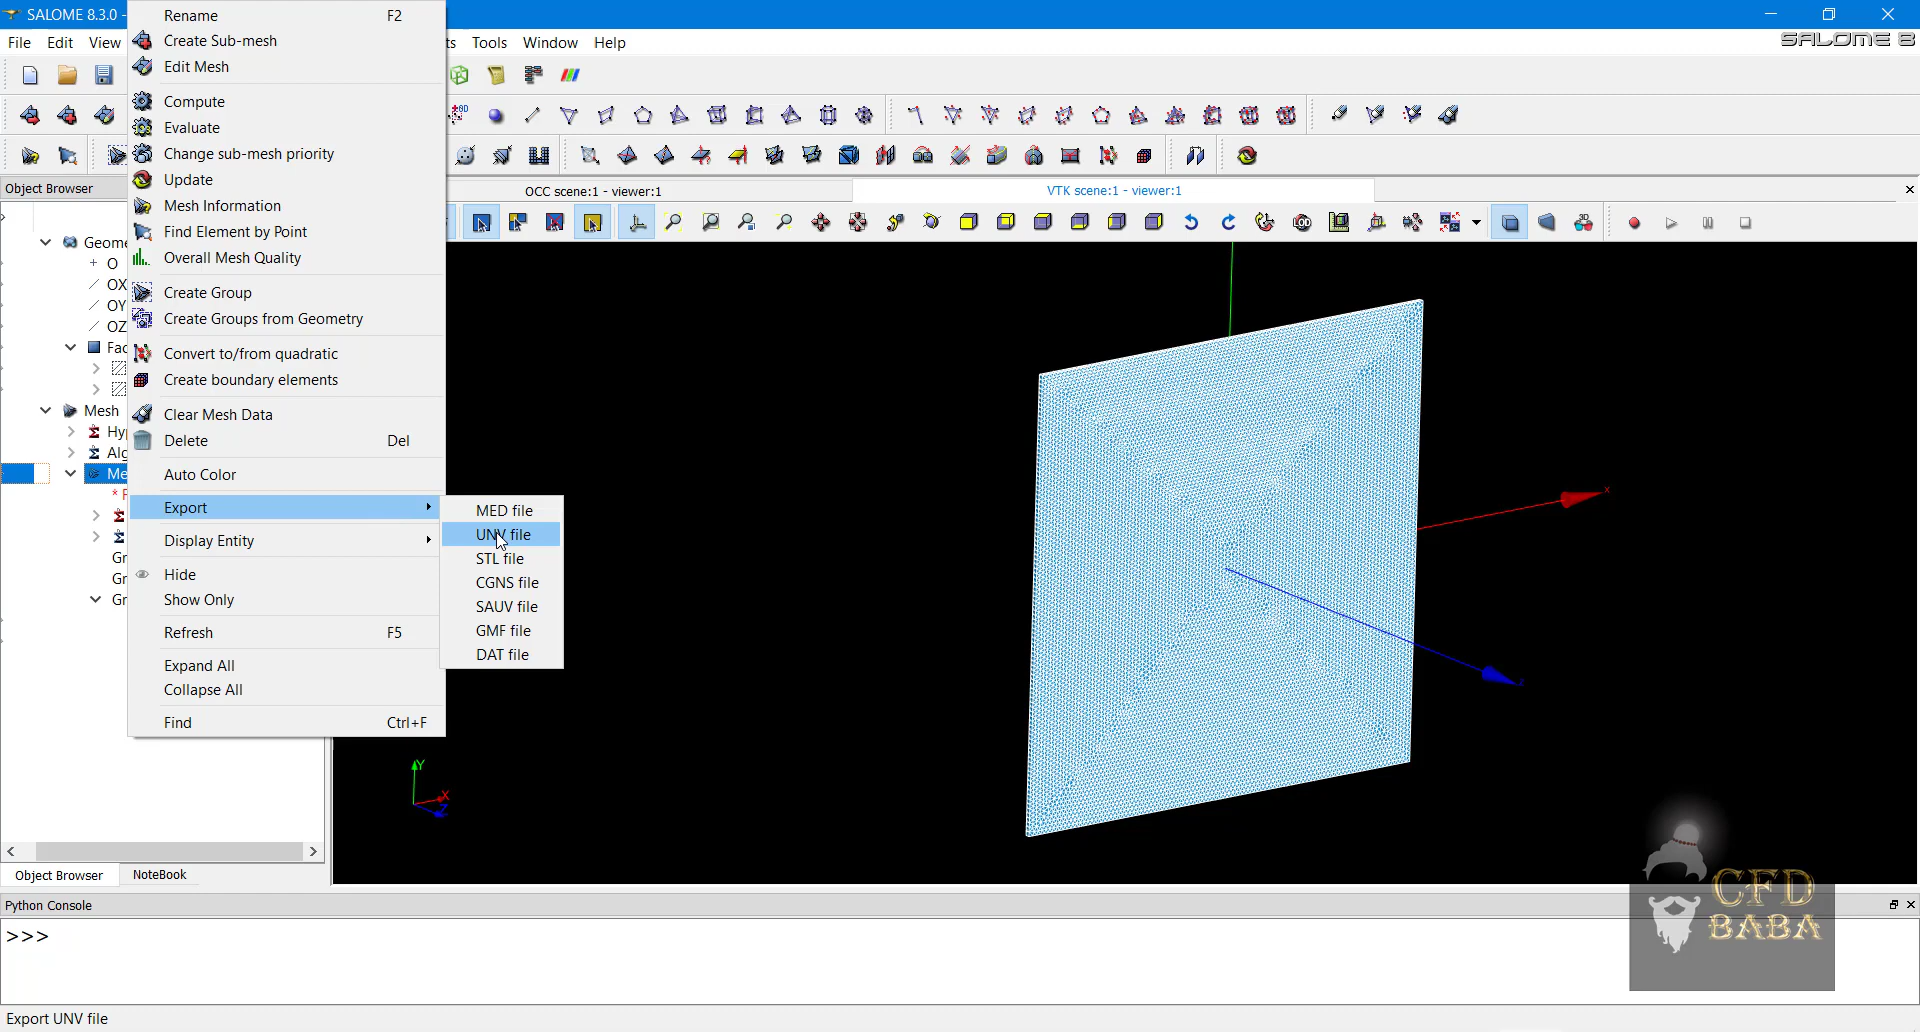 SALOME 8.3.0 -
File Edit View
ts Tools Window Help
SALOME 8
Rename F2
Create Sub-mesh
Edit Mesh
Compute
Evaluate
Change sub-mesh priority
Update
Mesh Information
Find Element by Point
Overall Mesh Quality
Create Group
Create Groups from Geometry
Convert to/from quadratic
Create boundary elements
Clear Mesh Data
Delete Del
Auto Color
Export
Display Entity
Hide
Show Only
Refresh F5
Expand All
Collapse All
Find Ctrl+F
MED file
UNV file
STL file
CGNS file
SAUV file
GMF file
DAT file
Object Browser
Geome
O
OX
OY
OZ
Fac
Mesh
Hyp
Alg
Me
* F
Gr
Gr
Gr
OCC scene:1 - viewer:1
VTK scene:1 - viewer:1
X
Z
Y
X
Z
Object Browser
NoteBook
Python Console
>>>
CFD
BABA
Export UNV file